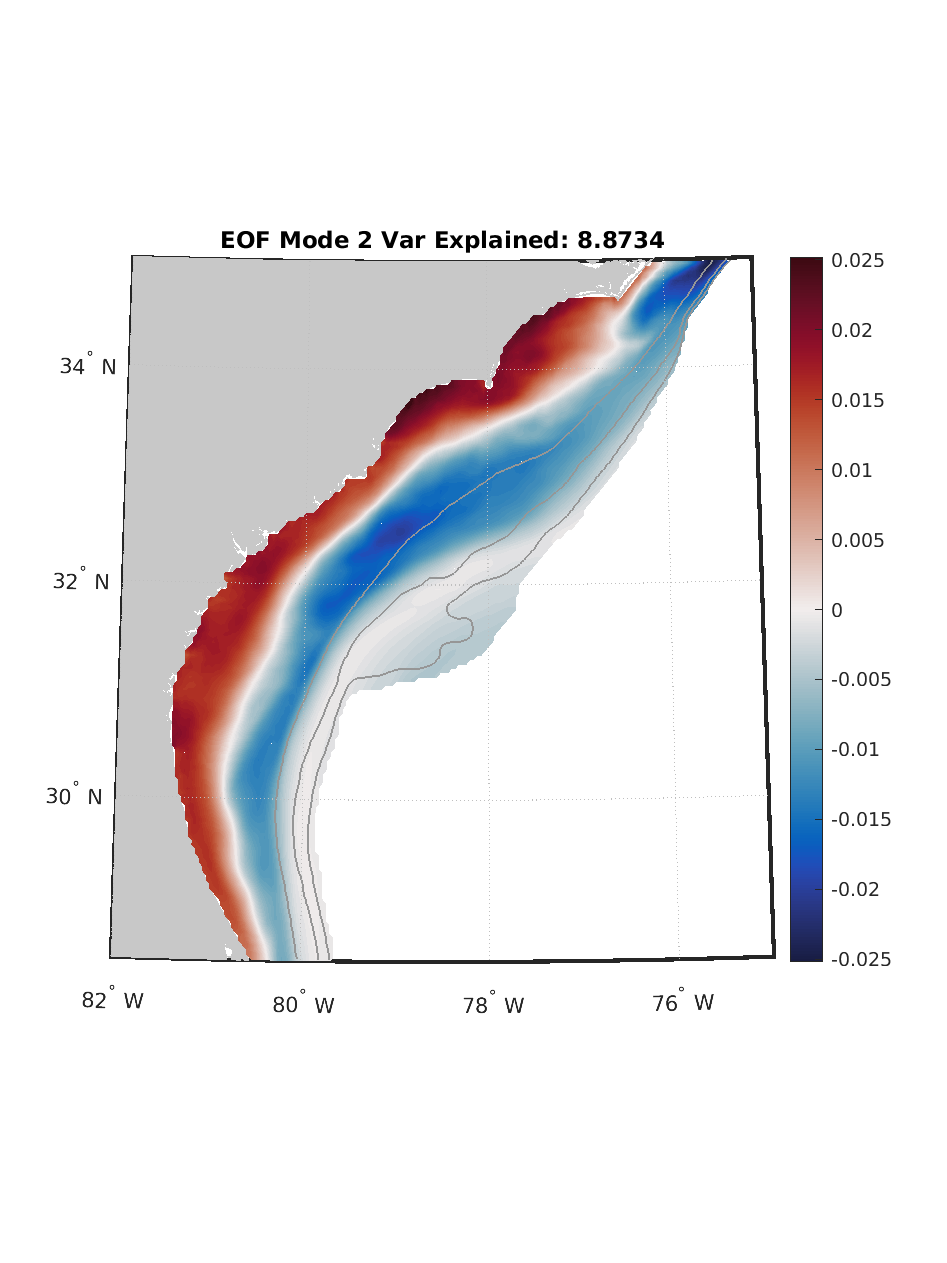 EOF Mode 2 Var Explained: 8.8734
34° N
32° N
30° N
82° W
80° W
78° W
76° W
0.025
0.02
0.015
0.01
0.005
0
-0.005
-0.01
-0.015
-0.02
-0.025